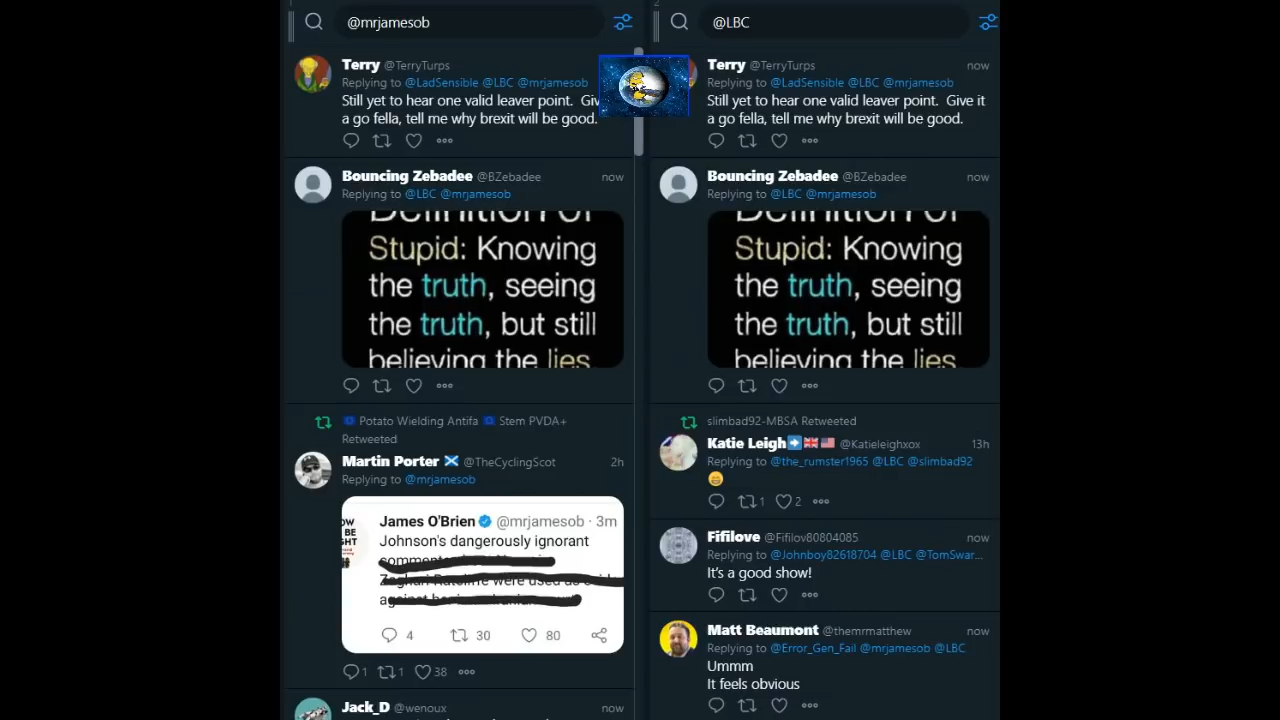 1
@mrjamesob
Terry @TerryTurps
Replying to @LadSensible @LBC @mrjamesob
Still yet to hear one valid leaver point. Giv
a go fella, tell me why brexit will be good.
Bouncing Zebadee @BZebadee now
Replying to @LBC @mrjamesob
Definition of
Stupid: Knowing
the truth, seeing
the truth, but still
believing the lies
Potato Wielding Antifa Stem PVDA+
Retweeted
Martin Porter @TheCyclingScot 2h
Replying to @mrjamesob
James O'Brien @mrjamesob · 3m
Johnson's dangerously ignorant
4 30 80
1 1 38
Jack_D @wenoux now
2
@LBC
Terry @TerryTurps now
Replying to @LadSensible @LBC @mrjamesob
Still yet to hear one valid leaver point. Give it
a go fella, tell me why brexit will be good.
Bouncing Zebadee @BZebadee now
Replying to @LBC @mrjamesob
Definition of
Stupid: Knowing
the truth, seeing
the truth, but still
believing the lies
slimbad92-MBSA Retweeted
Katie Leigh @Katieleighxox 13h
Replying to @the_rumster1965 @LBC @slimbad92
1 2
Fifilove @Fifilov80804085 now
Replying to @Johnboy82618704 @LBC @TomSwar...
It's a good show!
Matt Beaumont @themrmatthew now
Replying to @Error_Gen_Fail @mrjamesob @LBC
Ummm
It feels obvious